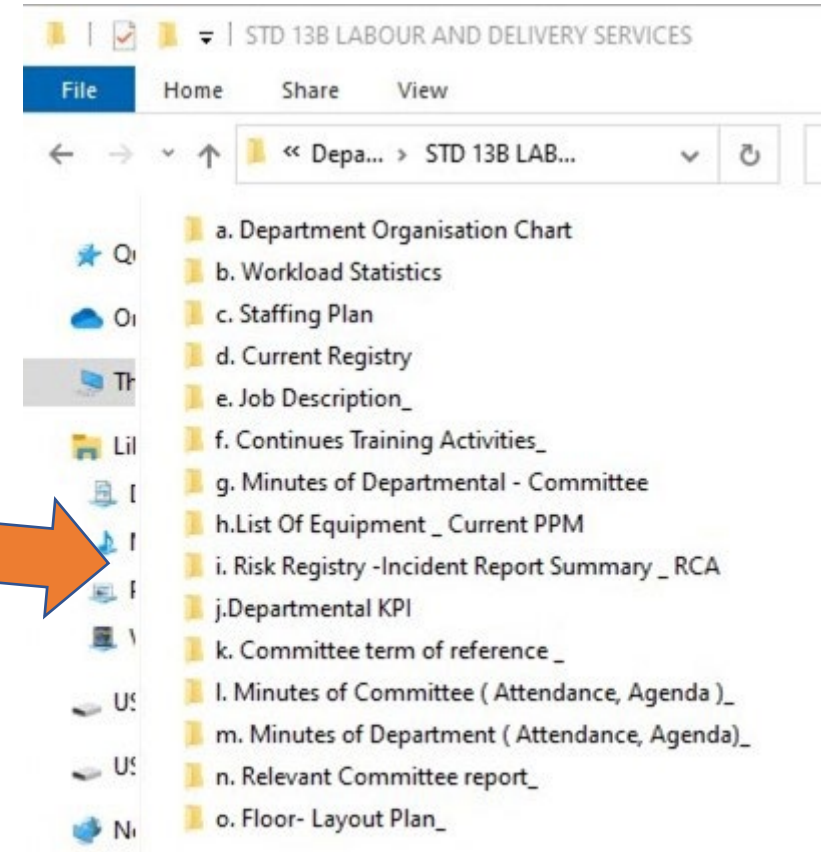 STD 13B LABOUR AND DELIVERY SERVICES
File Home Share View
« Depa... > STD 13B LAB...
a. Department Organisation Chart
b. Workload Statistics
c. Staffing Plan
d. Current Registry
e. Job Description_
f. Continues Training Activities_
g. Minutes of Departmental - Committee
h.List Of Equipment _ Current PPM
i. Risk Registry -Incident Report Summary _ RCA
j.Departmental KPI
k. Committee term of reference _
l. Minutes of Committee ( Attendance, Agenda )_
m. Minutes of Department ( Attendance, Agenda)_
n. Relevant Committee report_
o. Floor- Layout Plan_